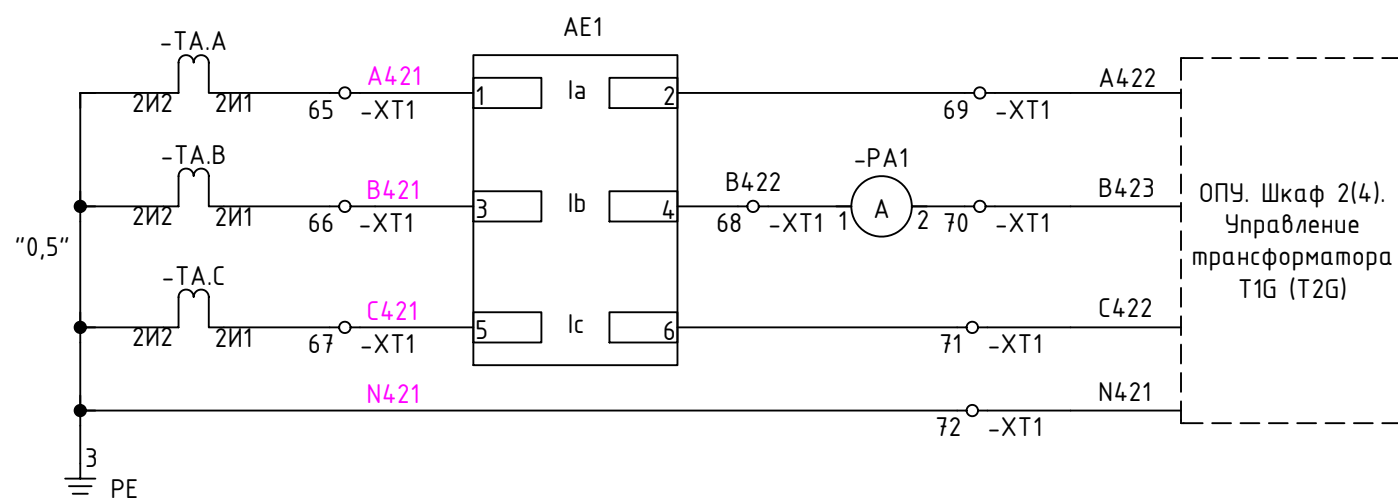 AE1
-TA.A
2И2
2И1
A421
65
-XT1
1
Ia
2
69
-XT1
A422
-TA.B
2И2
2И1
B421
66
-XT1
3
Ib
4
B422
68
-XT1
-PA1
1
A
2
70
-XT1
B423
"0,5"
-TA.C
2И2
2И1
C421
67
-XT1
5
Ic
6
71
-XT1
C422
N421
72
-XT1
N421
ОПУ. Шкаф 2(4).
Управление
трансформатора
T1G (T2G)
3
PE